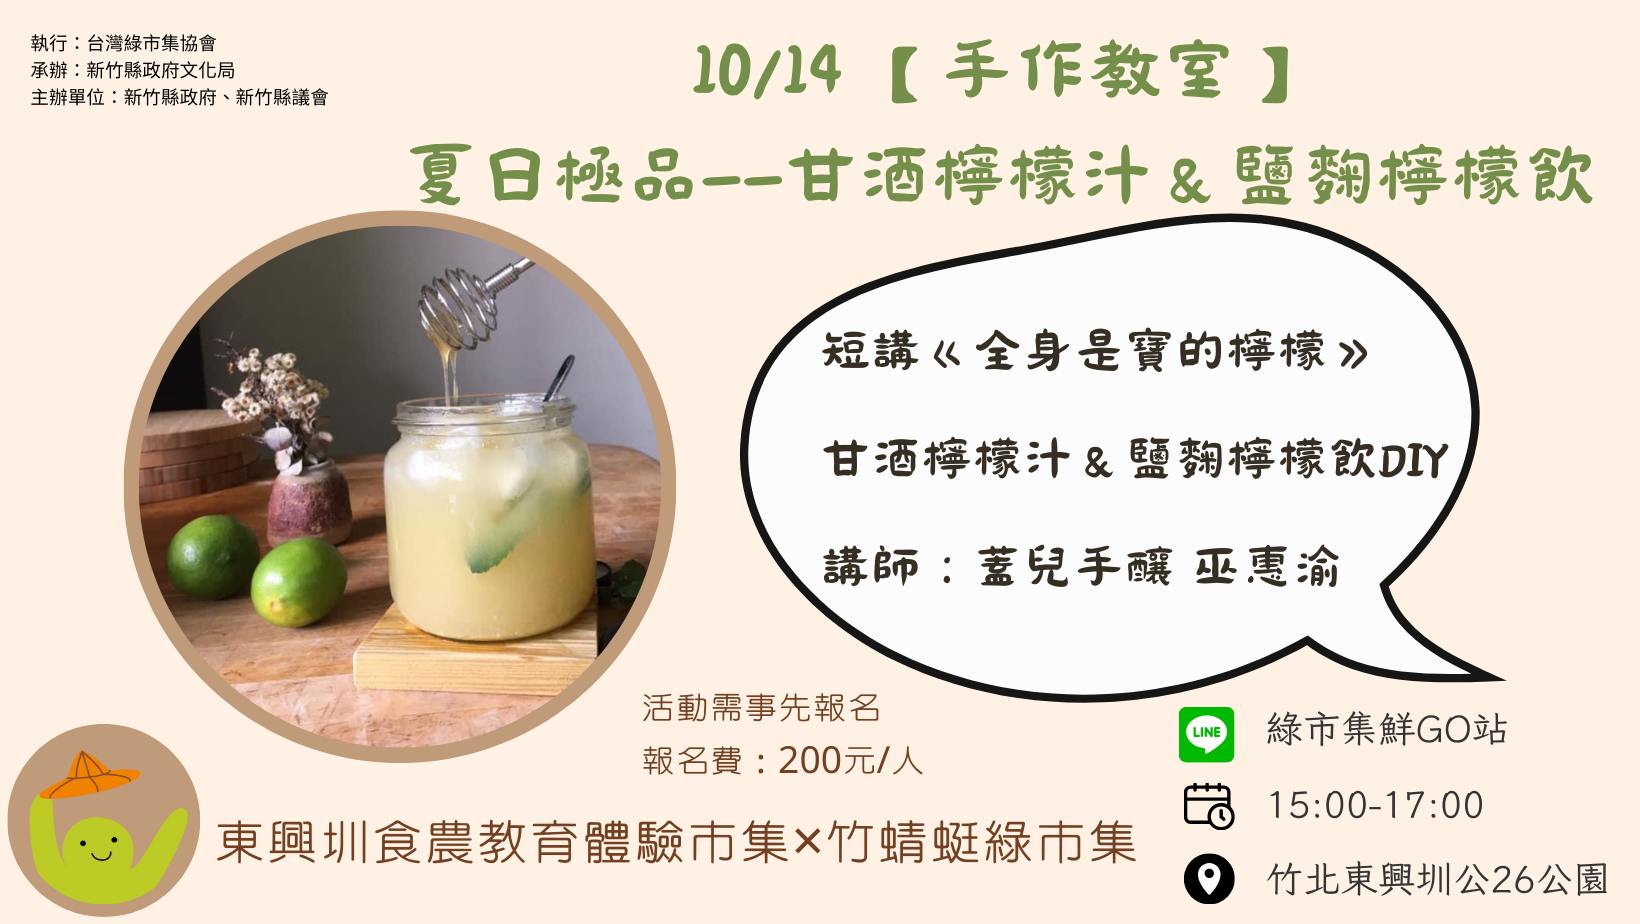 執行：台灣綠市集協會
承辦：新竹縣政府文化局
主辦單位：新竹縣政府、新竹縣議會
10/14 【 手作教室 】
夏日極品--甘酒檸檬汁 & 鹽麴檸檬飲
短講《全身是寶的檸檬》
甘酒檸檬汁 & 鹽麴檸檬飲DIY
講師：蓋兒手釀 巫惠渝
活動需事先報名
報名費：200元/人
東興圳食農教育體驗市集×竹蜻蜓綠市集
LINE
綠市集鮮GO站
15:00-17:00
竹北東興圳公26公園